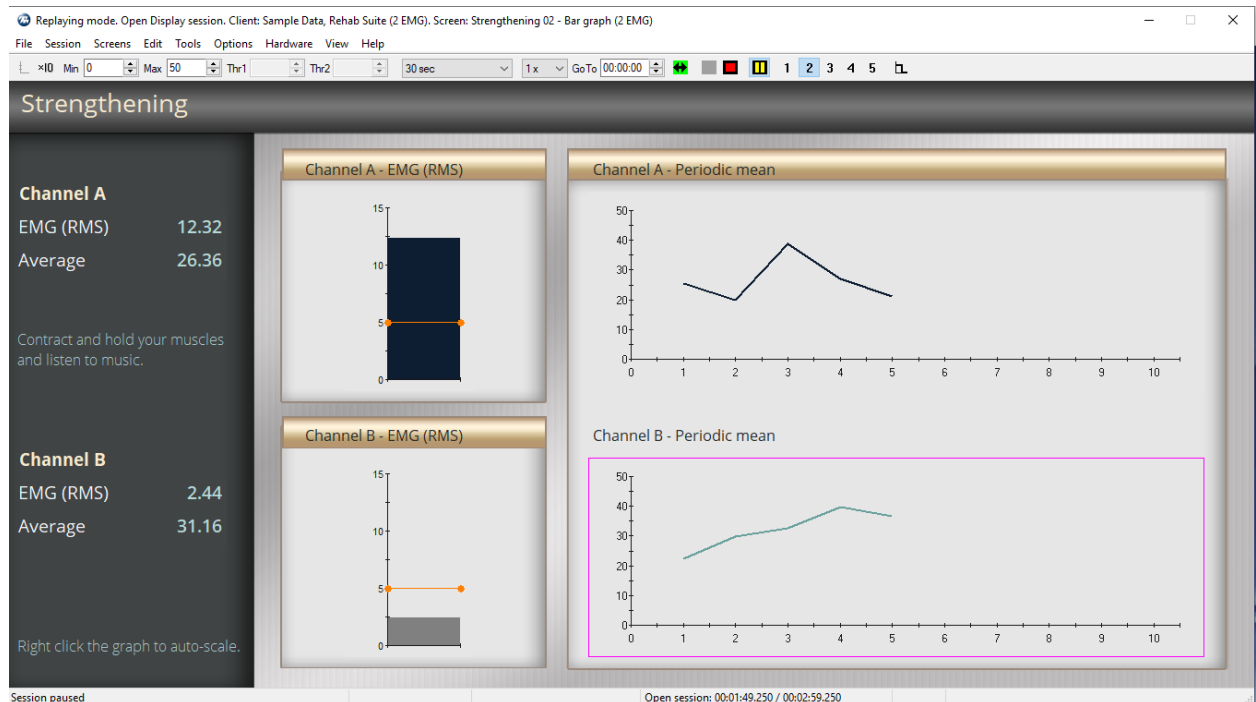 Replaying mode. Open Display session. Client: Sample Data, Rehab Suite (2 EMG). Screen: Strengthening 02 - Bar graph (2 EMG)
File Session Screens Edit Tools Options Hardware View Help
×10 Min 0 Max 50 Thr1 Thr2 30 sec 1 x GoTo 00:00:00 1 2 3 4 5
Strengthening
Channel A
EMG (RMS) 12.32
Average 26.36
Contract and hold your muscles
and listen to music.
Channel B
EMG (RMS) 2.44
Average 31.16
Right click the graph to auto-scale.
Channel A - EMG (RMS)
15
10
5
0
Channel B - EMG (RMS)
15
10
5
0
Channel A - Periodic mean
50
40
30
20
10
0
0 1 2 3 4 5 6 7 8 9 10
Channel B - Periodic mean
50
40
30
20
10
0
0 1 2 3 4 5 6 7 8 9 10
Session paused
Open session: 00:01:49.250 / 00:02:59.250